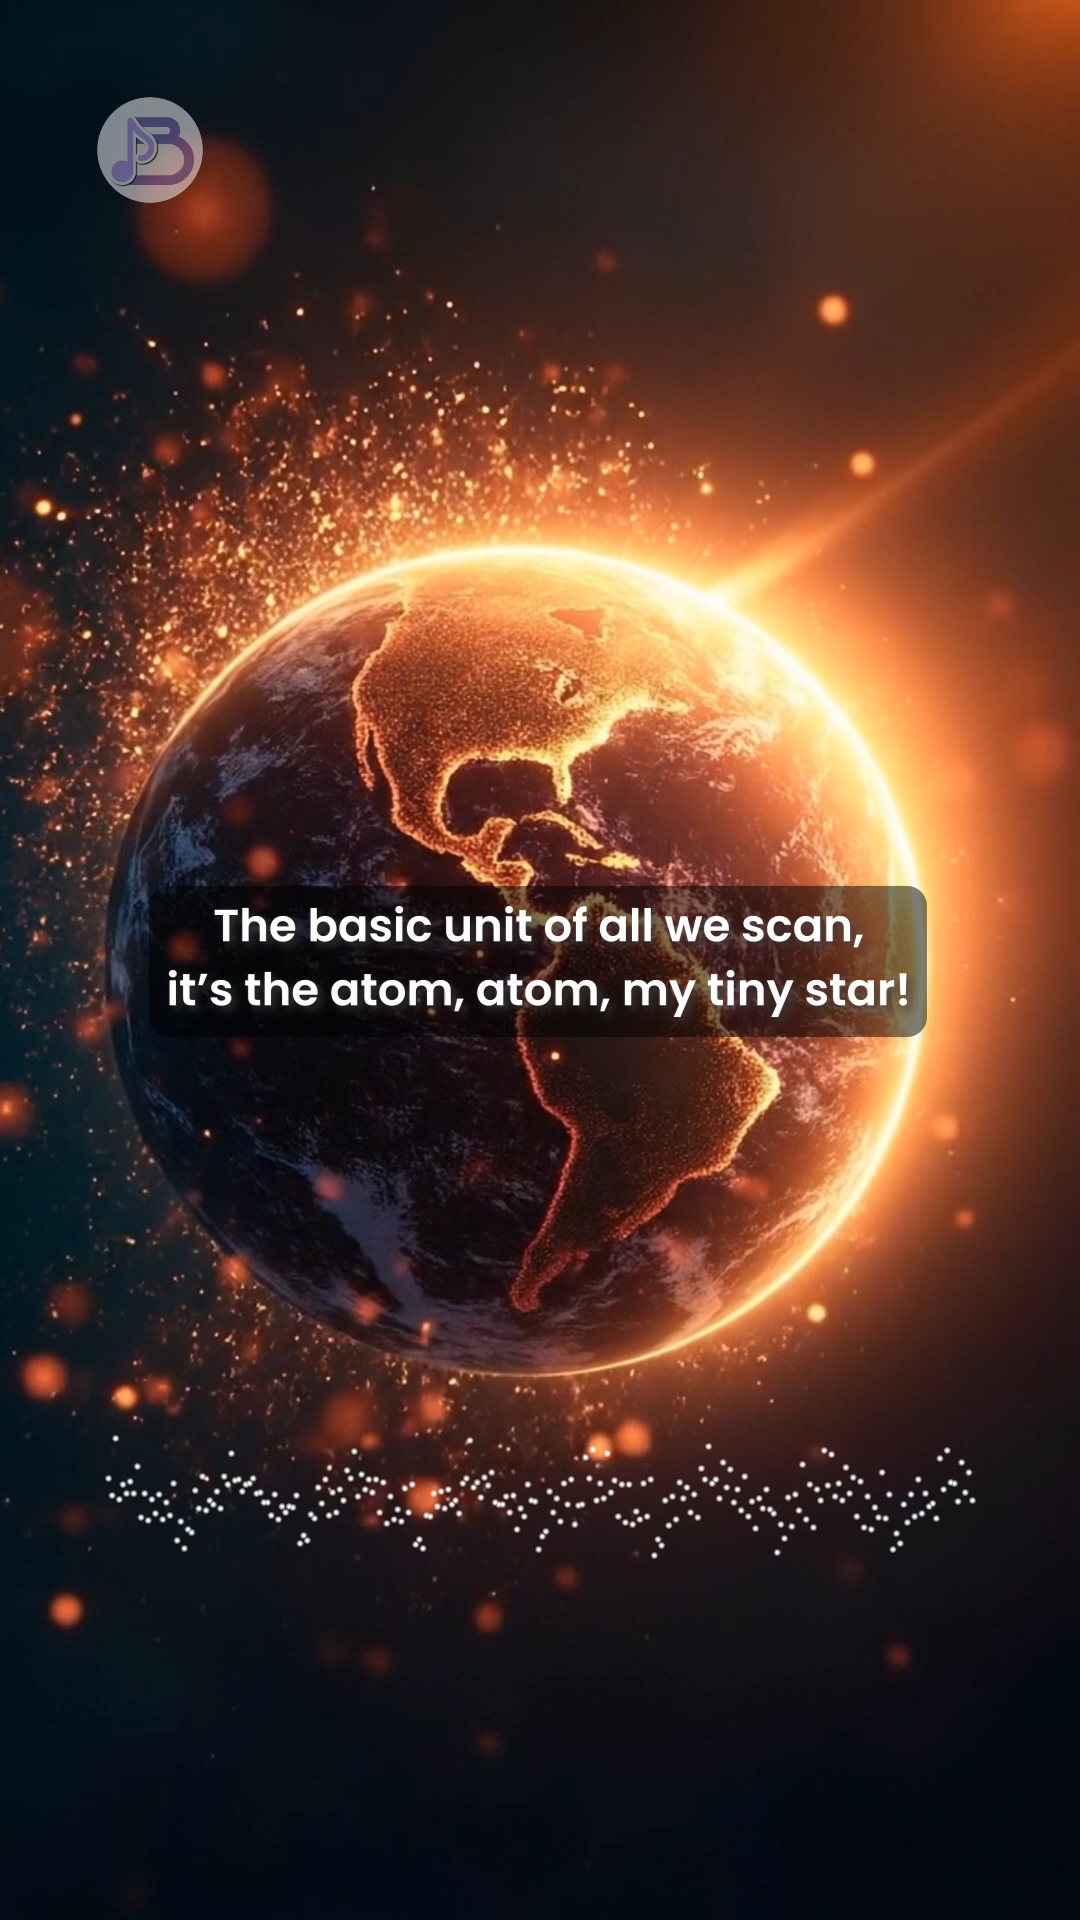 The basic unit of all we scan,
it’s the atom, atom, my tiny star!